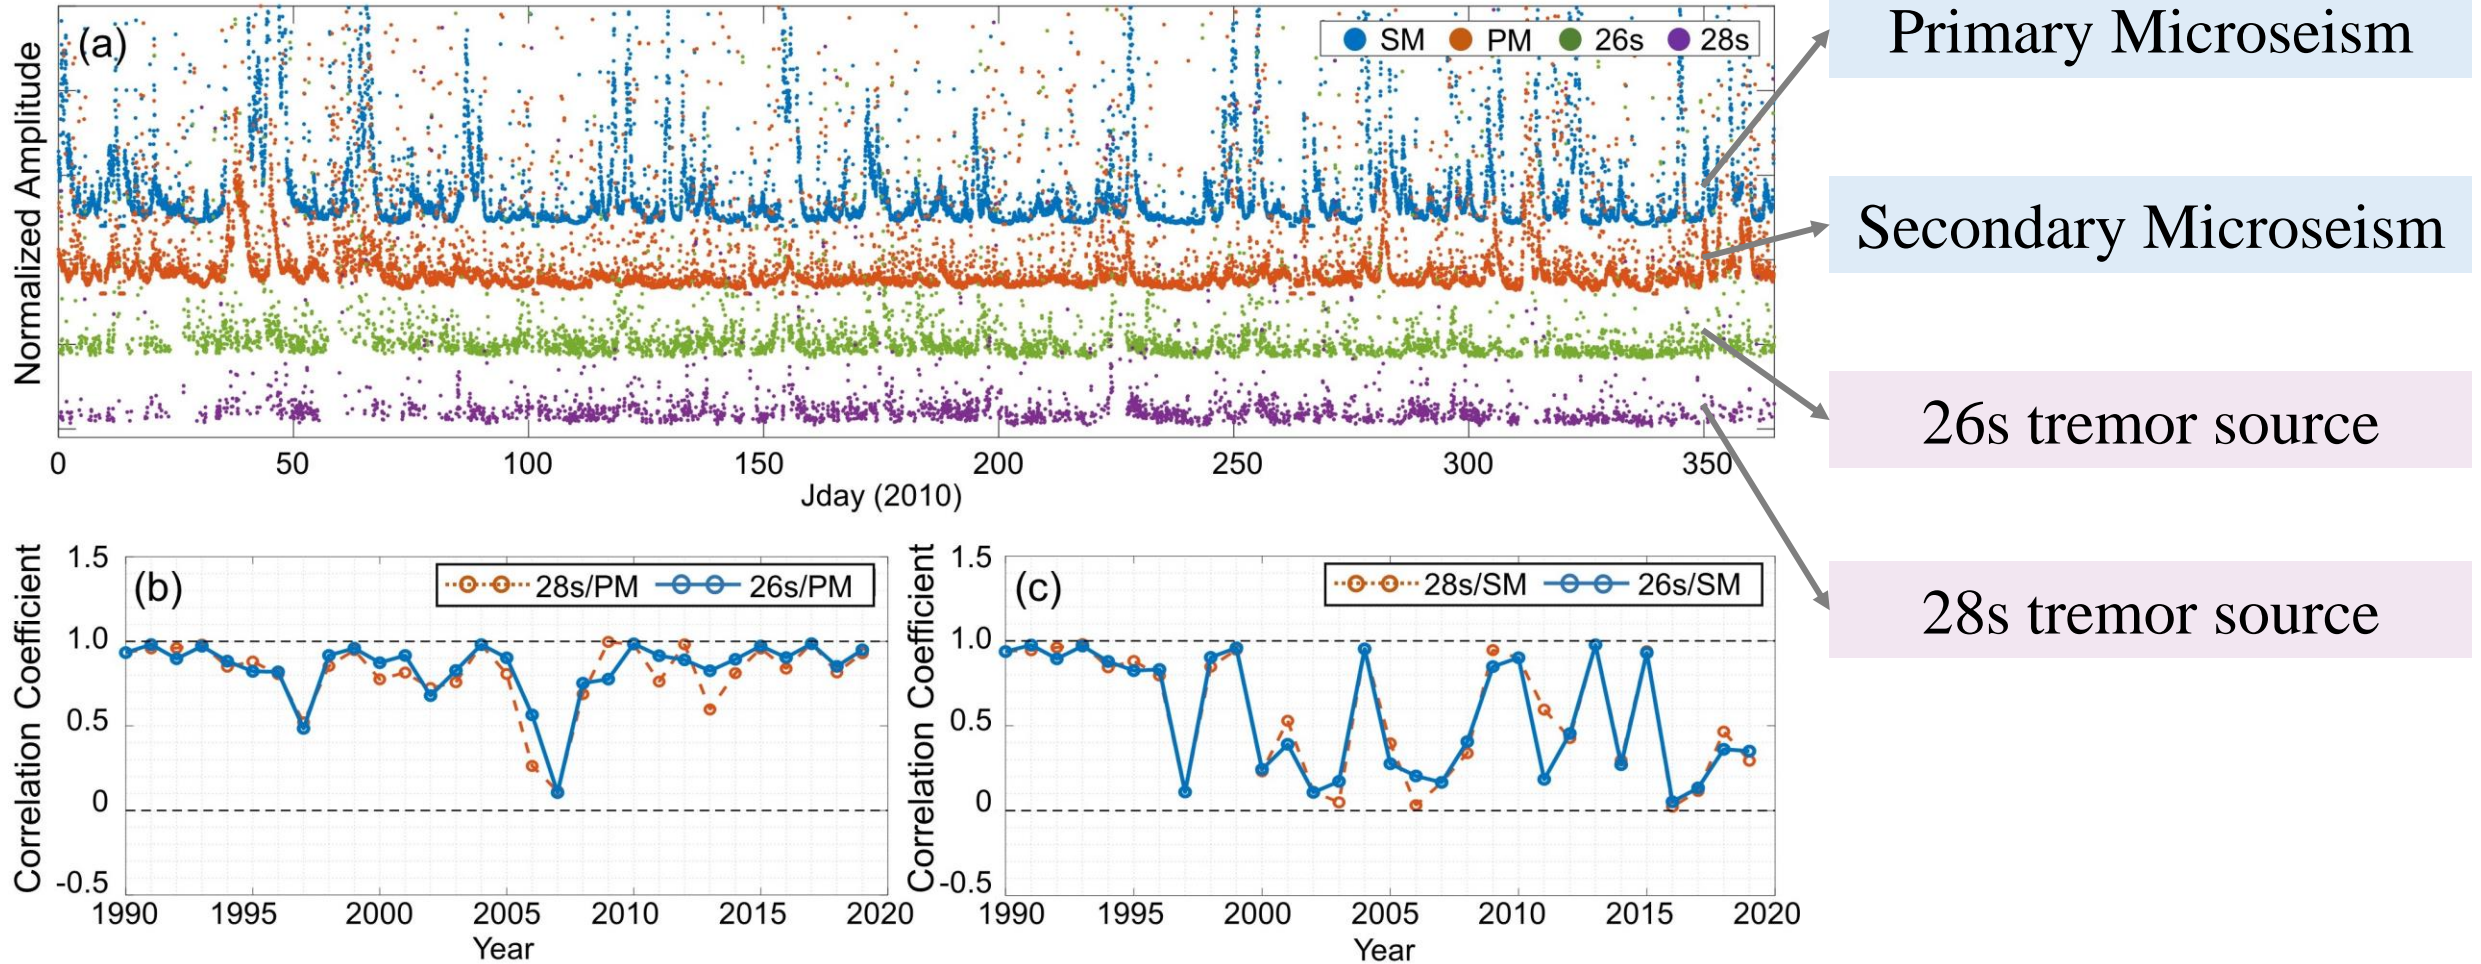 (a)
SM PM 26s 28s
Normalized Amplitude
0 50 100 150 200 250 300 350
Jday (2010)
Primary Microseism
Secondary Microseism
26s tremor source
28s tremor source
(b)
28s/PM 26s/PM
Correlation Coefficient
1.5
1.0
0.5
0
-0.5
1990 1995 2000 2005 2010 2015 2020
Year
(c)
28s/SM 26s/SM
Correlation Coefficient
1.5
1.0
0.5
0
-0.5
1990 1995 2000 2005 2010 2015 2020
Year